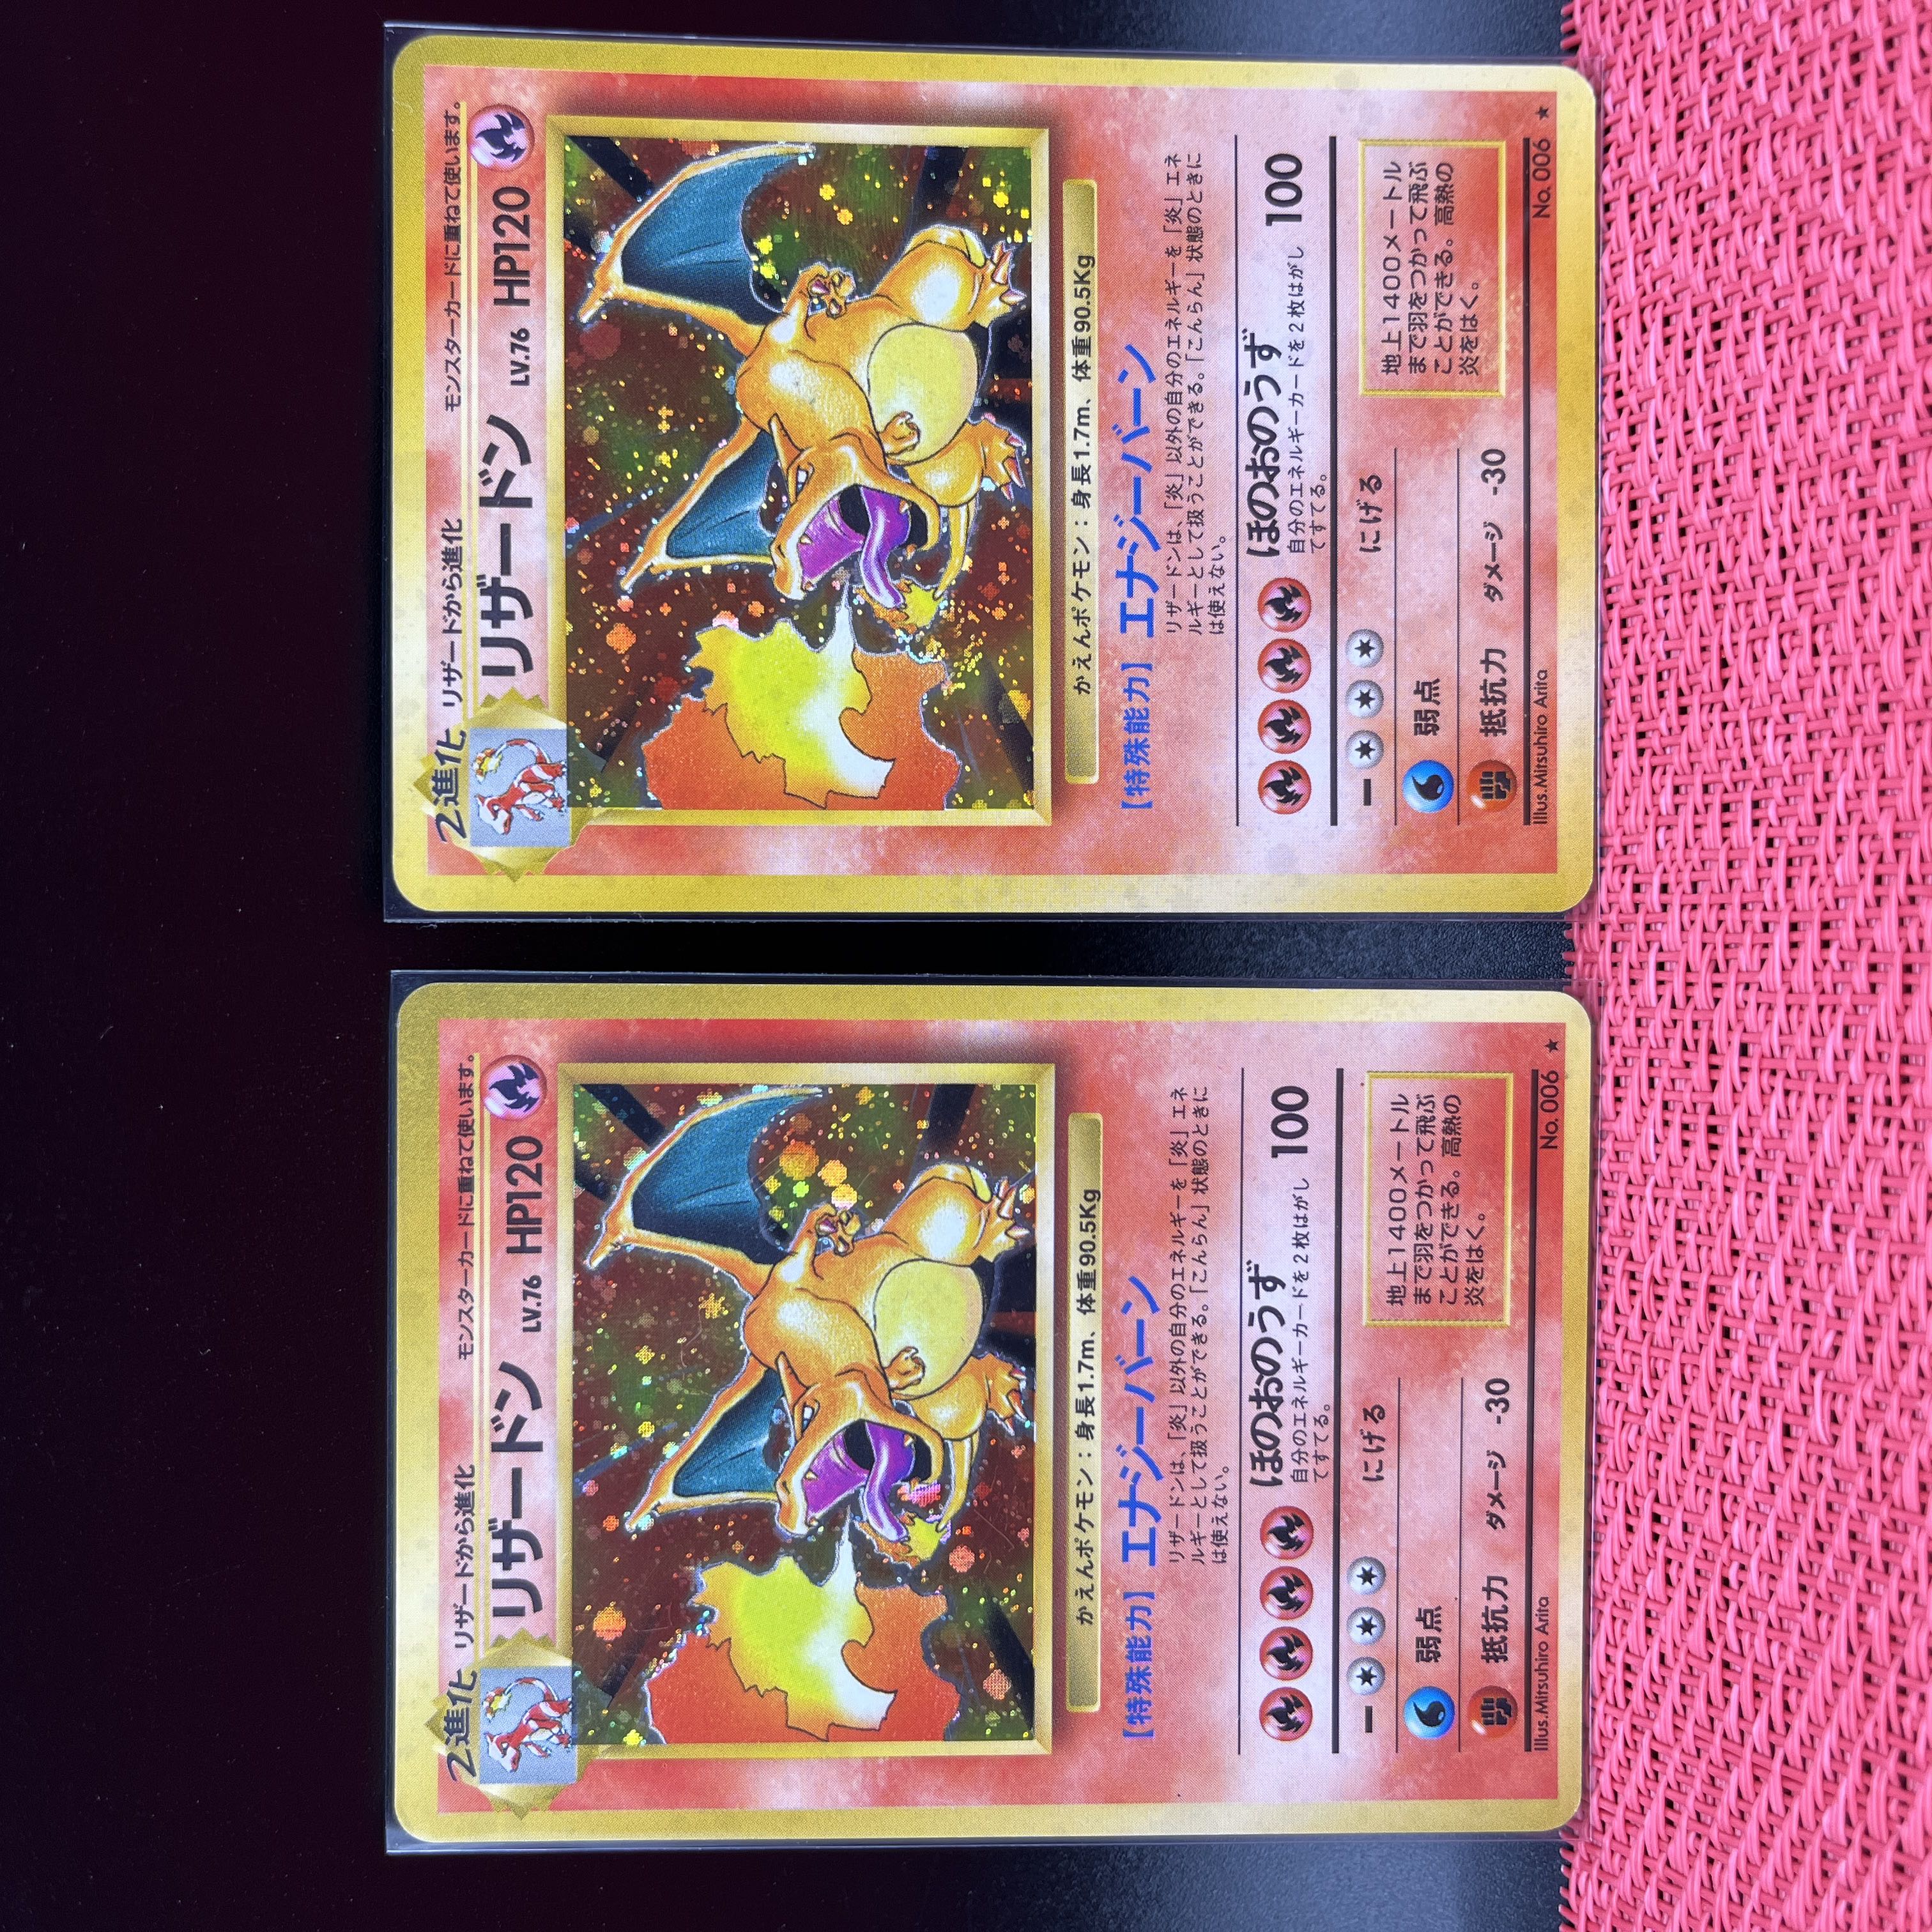 2進化
リザードから進化
モンスターカードに重ねて使います。
リザードン LV.76 HP120
かえんポケモン：身長1.7m、体重90.5Kg
【特殊能力】エナジーバーン
リザードンは、「炎」以外の自分のエネルギーを「炎」エネ
ルギーとして扱うことができる。「こんらん」状態のときに
は使えない。
ほのおのうず 100
自分のエネルギーカードを2枚はがし
てすてる。
ー にげる
弱点
抵抗力 ダメージ -30
地上1400メートル
まで羽をつかって飛ぶ
ことができる。高熱の
炎をはく。
Illus.Mitsuhiro Arita
No.006 ★
2進化
リザードから進化
モンスターカードに重ねて使います。
リザードン LV.76 HP120
かえんポケモン：身長1.7m、体重90.5Kg
【特殊能力】エナジーバーン
リザードンは、「炎」以外の自分のエネルギーを「炎」エネ
ルギーとして扱うことができる。「こんらん」状態のときに
は使えない。
ほのおのうず 100
自分のエネルギーカードを2枚はがし
てすてる。
ー にげる
弱点
抵抗力 ダメージ -30
地上1400メートル
まで羽をつかって飛ぶ
ことができる。高熱の
炎をはく。
Illus.Mitsuhiro Arita
No.006 ★